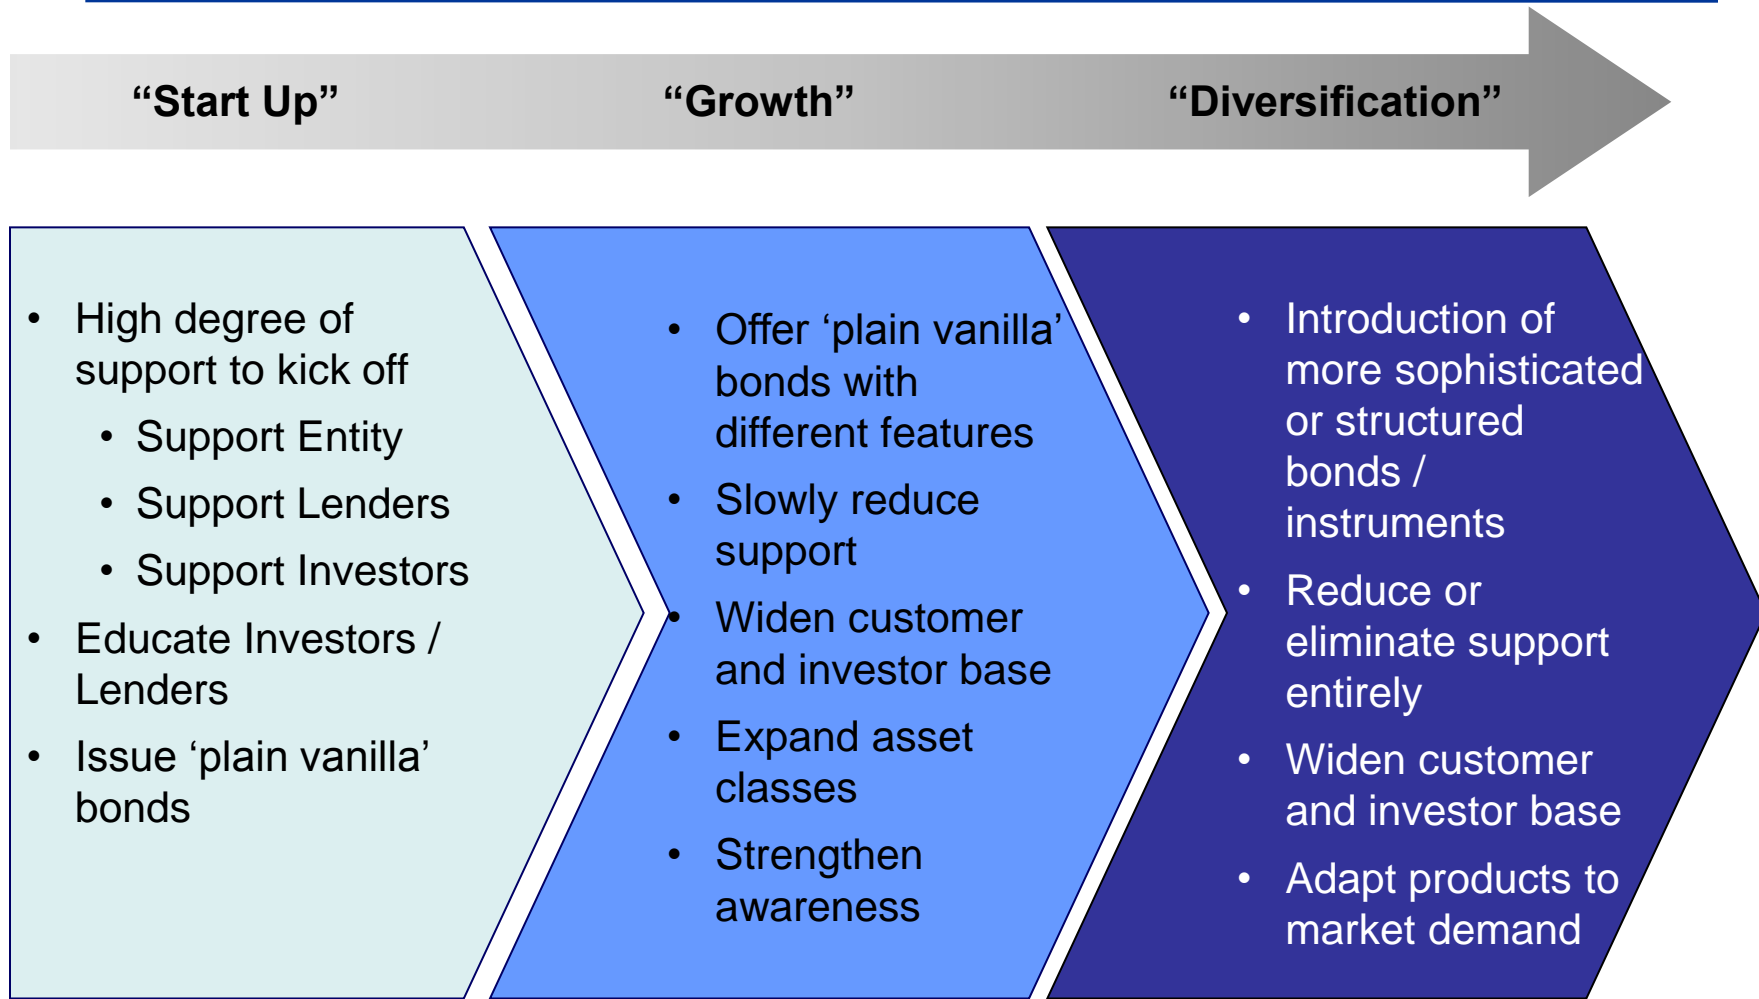 “Start Up”
“Growth”
“Diversification”
• High degree of
support to kick off
• Support Entity
• Support Lenders
• Support Investors
• Educate Investors /
Lenders
• Issue ‘plain vanilla’
bonds
• Offer ‘plain vanilla’
bonds with
different features
• Slowly reduce
support
• Widen customer
and investor base
• Expand asset
classes
• Strengthen
awareness
• Introduction of
more sophisticated
or structured
bonds /
instruments
• Reduce or
eliminate support
entirely
• Widen customer
and investor base
• Adapt products to
market demand